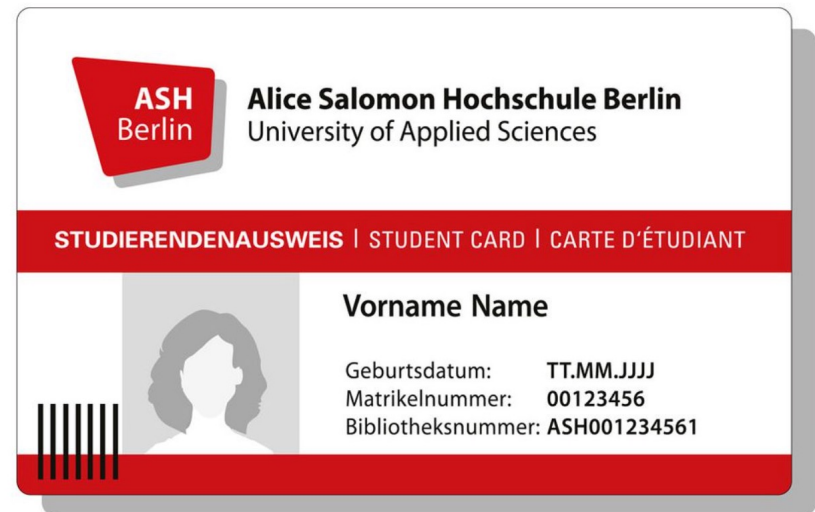 ASH
Berlin
Alice Salomon Hochschule Berlin
University of Applied Sciences
STUDIERENDENAUSWEIS | STUDENT CARD | CARTE D'ÉTUDIANT
Vorname Name
Geburtsdatum: TT.MM.JJJJ
Matrikelnummer: 00123456
Bibliotheksnummer: ASH001234561